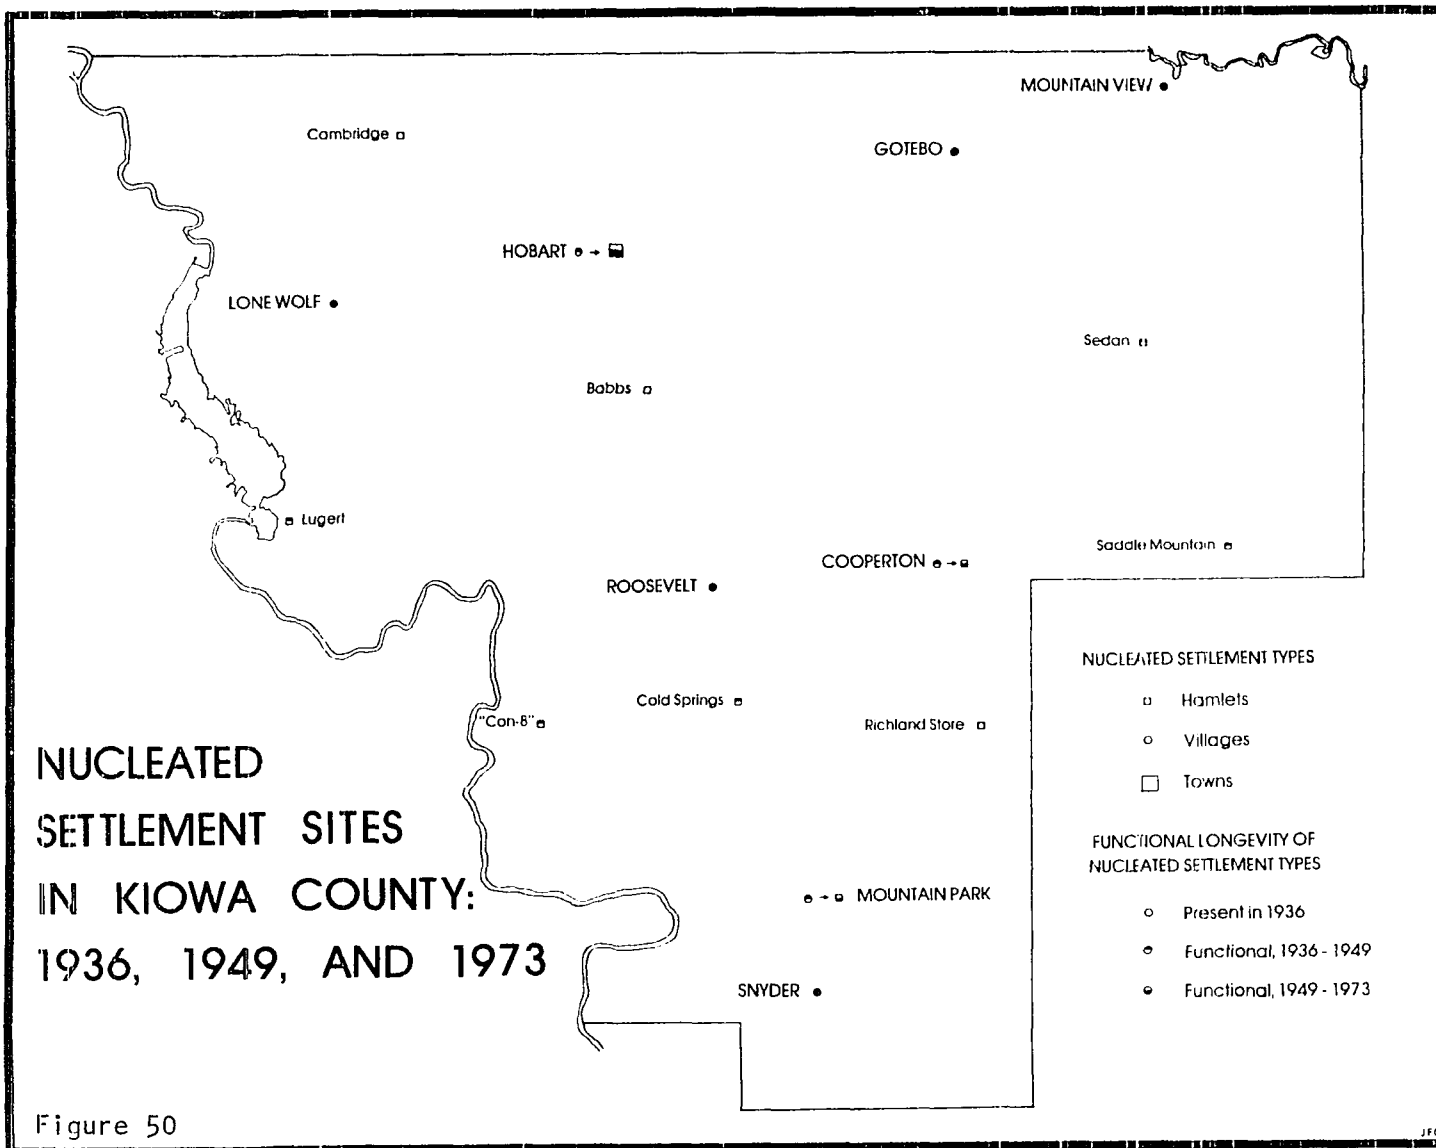 MOUNTAIN VIEW
Cambridge
GOTEBO
HOBART
LONE WOLF
Sedan
Babbs
Lugert
Saddle Mountain
COOPERTON
ROOSEVELT
Cold Springs
"Con-8"
Richland Store
MOUNTAIN PARK
SNYDER
NUCLEATED SETTLEMENT TYPES
Hamlets
Villages
Towns
FUNCTIONAL LONGEVITY OF
NUCLEATED SETTLEMENT TYPES
Present in 1936
Functional, 1936 - 1949
Functional, 1949 - 1973
NUCLEATED
SETTLEMENT SITES
IN KIOWA COUNTY:
1936, 1949, AND 1973
Figure 50